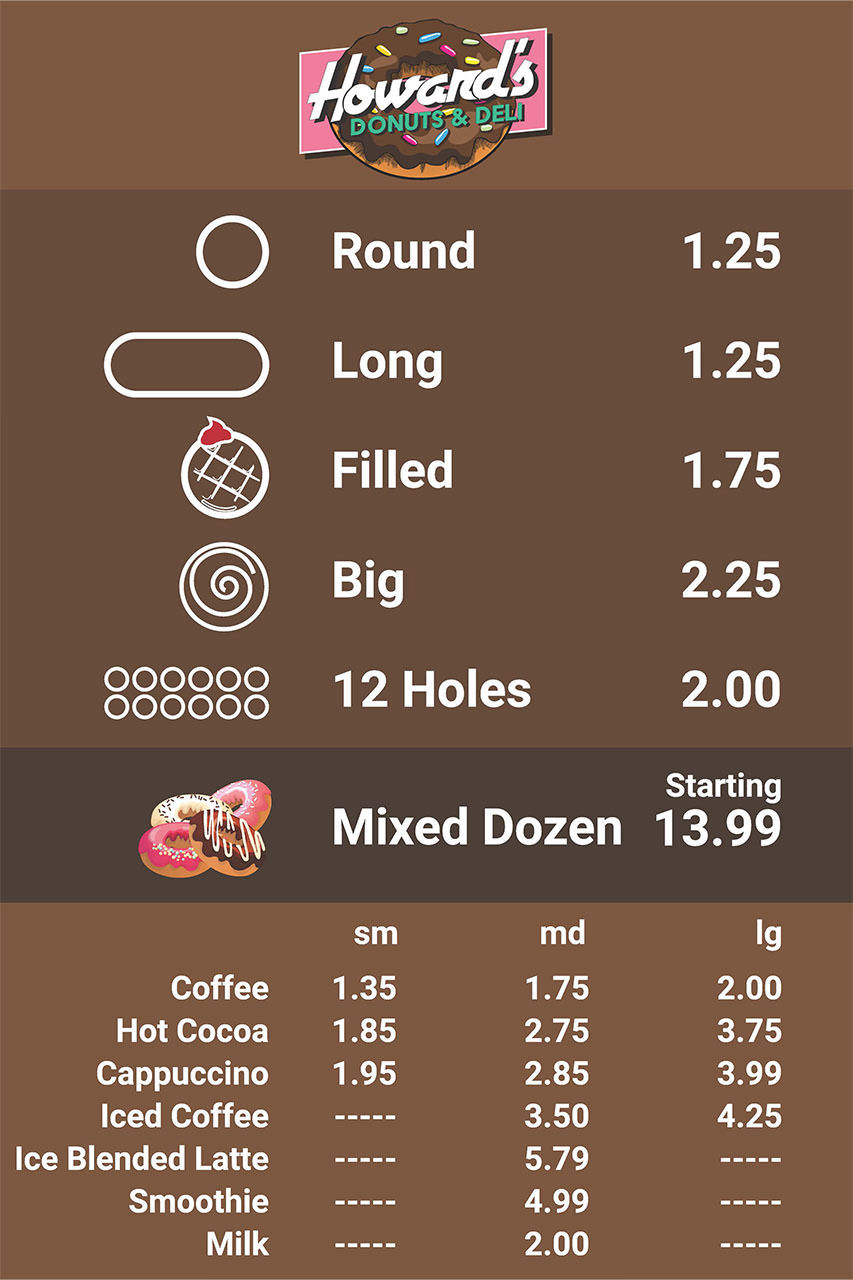 Howard's
DONUTS & DELI
Round 1.25
Long 1.25
Filled 1.75
Big 2.25
12 Holes 2.00
Starting
Mixed Dozen 13.99
sm md lg
Coffee 1.35 1.75 2.00
Hot Cocoa 1.85 2.75 3.75
Cappuccino 1.95 2.85 3.99
Iced Coffee ----- 3.50 4.25
Ice Blended Latte ----- 5.79 -----
Smoothie ----- 4.99 -----
Milk ----- 2.00 -----